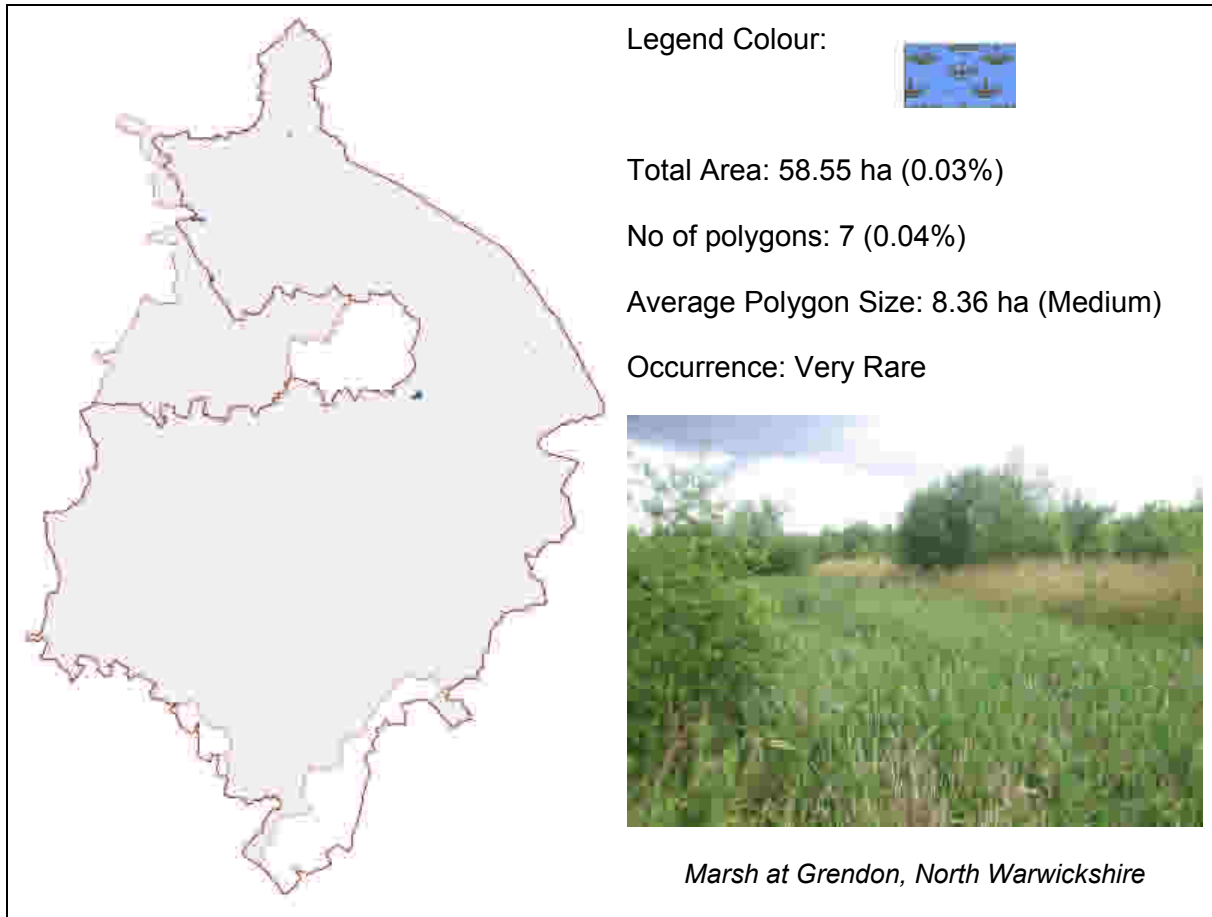 Legend Colour:
Total Area: 58.55 ha (0.03%)
No of polygons: 7 (0.04%)
Average Polygon Size: 8.36 ha (Medium)
Occurrence: Very Rare
Marsh at Grendon, North Warwickshire